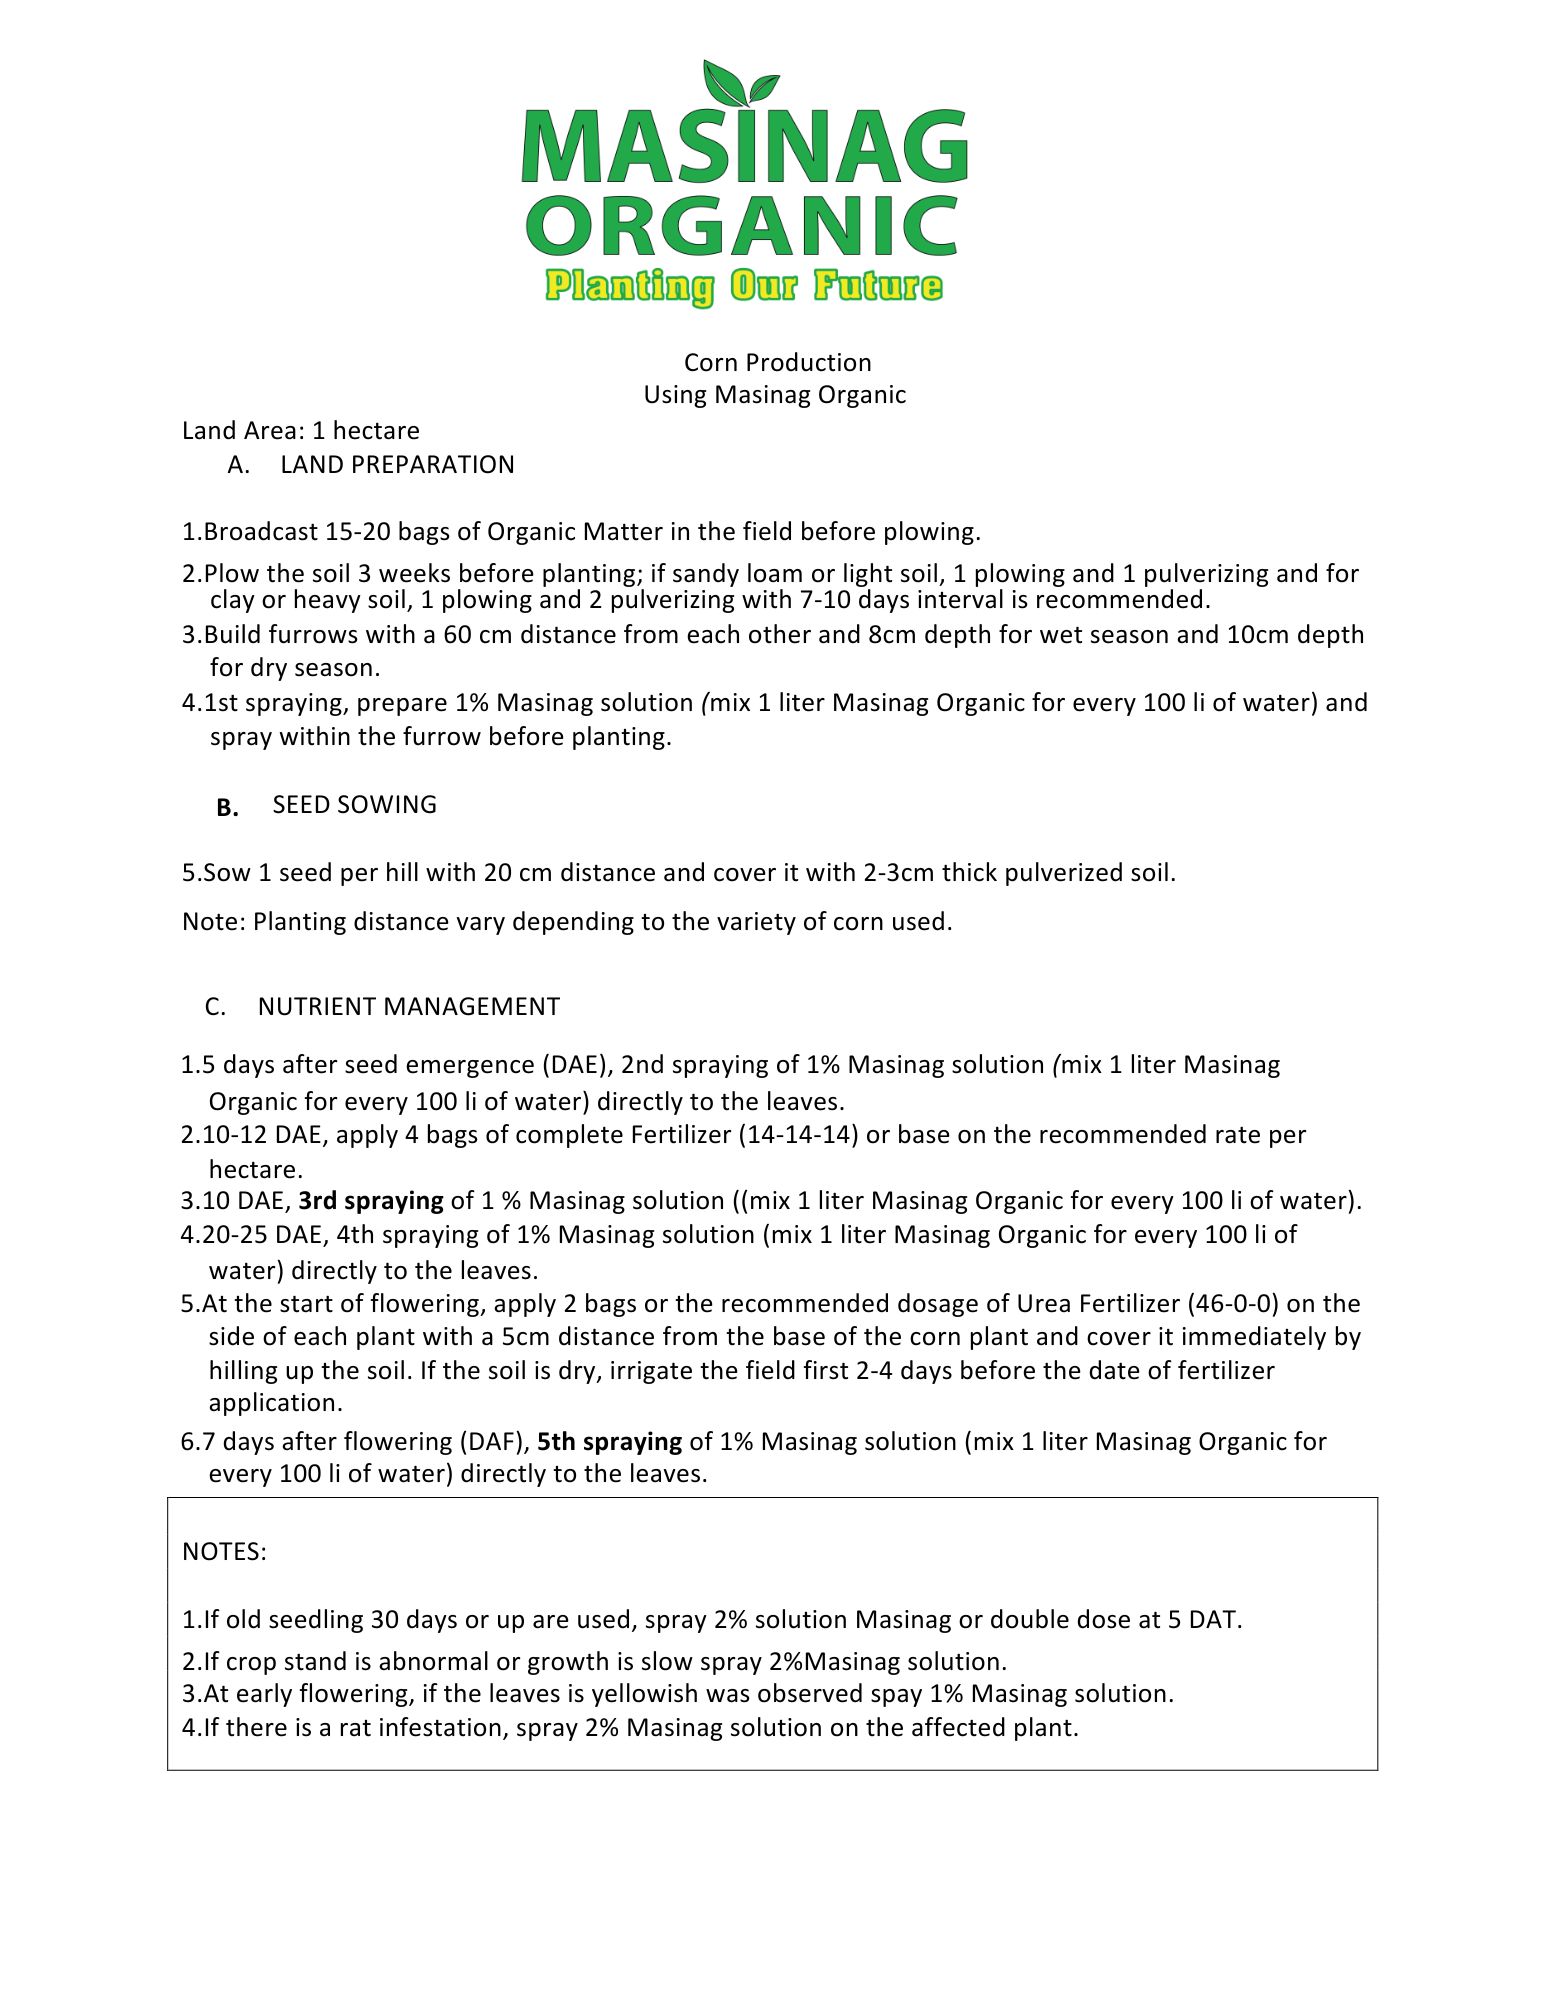 MASINAG
ORGANIC
Planting Our Future
Corn Production
Using Masinag Organic
Land Area: 1 hectare
A. LAND PREPARATION
1.Broadcast 15-20 bags of Organic Matter in the field before plowing.
2.Plow the soil 3 weeks before planting; if sandy loam or light soil, 1 plowing and 1 pulverizing and for
clay or heavy soil, 1 plowing and 2 pulverizing with 7-10 days interval is recommended.
3.Build furrows with a 60 cm distance from each other and 8cm depth for wet season and 10cm depth
for dry season.
4.1st spraying, prepare 1% Masinag solution (mix 1 liter Masinag Organic for every 100 li of water) and
spray within the furrow before planting.
B. SEED SOWING
5.Sow 1 seed per hill with 20 cm distance and cover it with 2-3cm thick pulverized soil.
Note: Planting distance vary depending to the variety of corn used.
C. NUTRIENT MANAGEMENT
1.5 days after seed emergence (DAE), 2nd spraying of 1% Masinag solution (mix 1 liter Masinag
Organic for every 100 li of water) directly to the leaves.
2.10-12 DAE, apply 4 bags of complete Fertilizer (14-14-14) or base on the recommended rate per
hectare.
3.10 DAE, 3rd spraying of 1 % Masinag solution ((mix 1 liter Masinag Organic for every 100 li of water).
4.20-25 DAE, 4th spraying of 1% Masinag solution (mix 1 liter Masinag Organic for every 100 li of
water) directly to the leaves.
5.At the start of flowering, apply 2 bags or the recommended dosage of Urea Fertilizer (46-0-0) on the
side of each plant with a 5cm distance from the base of the corn plant and cover it immediately by
hilling up the soil. If the soil is dry, irrigate the field first 2-4 days before the date of fertilizer
application.
6.7 days after flowering (DAF), 5th spraying of 1% Masinag solution (mix 1 liter Masinag Organic for
every 100 li of water) directly to the leaves.
NOTES:
1.If old seedling 30 days or up are used, spray 2% solution Masinag or double dose at 5 DAT.
2.If crop stand is abnormal or growth is slow spray 2%Masinag solution.
3.At early flowering, if the leaves is yellowish was observed spay 1% Masinag solution.
4.If there is a rat infestation, spray 2% Masinag solution on the affected plant.